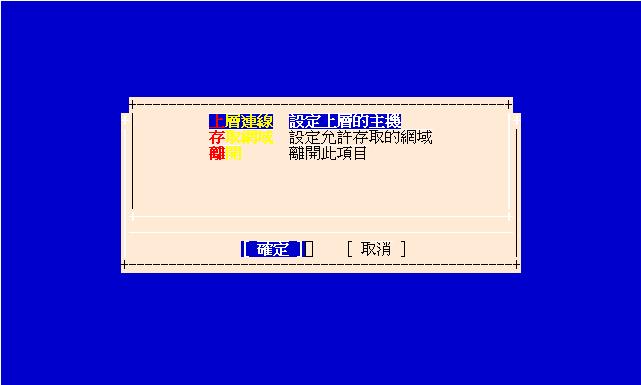 上層連線 設定上層的主機
存取網域 設定允許存取的網域
離開 離開此項目
[ 確定 ] [ 取消 ]